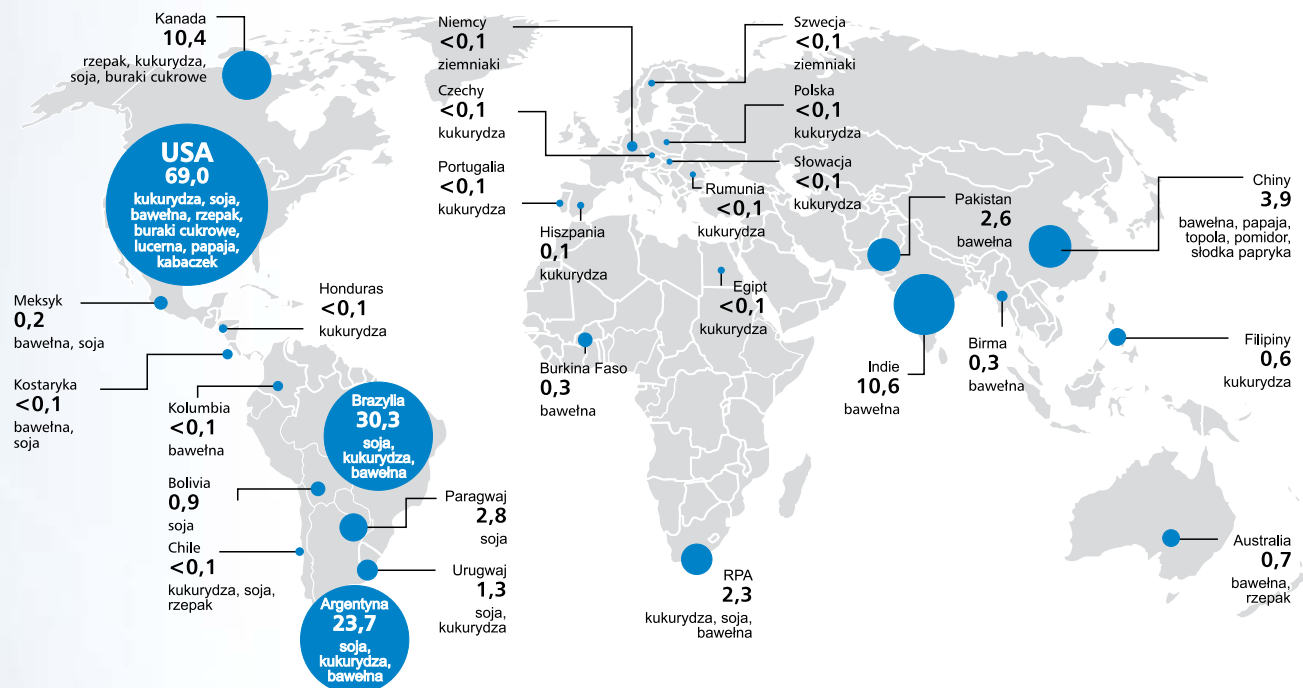 Kanada
10,4
rzepak, kukurydza,
soja, buraki cukrowe
USA
69,0
kukurydza, soja,
bawełna, rzepak,
buraki cukrowe,
lucerna, papaja,
kabaczek
Meksyk
0,2
bawełna, soja
Honduras
<0,1
kukurydza
Kostaryka
<0,1
bawełna,
soja
Kolumbia
<0,1
bawełna
Brazylia
30,3
soja,
kukurydza,
bawełna
Bolivia
0,9
soja
Paragwaj
2,8
soja
Chile
<0,1
kukurydza, soja,
rzepak
Urugwaj
1,3
soja,
kukurydza
Argentyna
23,7
soja,
kukurydza,
bawełna
Niemcy
<0,1
ziemniaki
Czechy
<0,1
kukurydza
Portugalia
<0,1
kukurydza
Hiszpania
0,1
kukurydza
Szwecja
<0,1
ziemniaki
Polska
<0,1
kukurydza
Słowacja
<0,1
kukurydza
Rumunia
<0,1
kukurydza
Egipt
<0,1
kukurydza
Burkina Faso
0,3
bawełna
RPA
2,3
kukurydza, soja,
bawełna
Pakistan
2,6
bawełna
Chiny
3,9
bawełna, papaja,
topola, pomidor,
słodka papryka
Indie
10,6
bawełna
Birma
0,3
bawełna
Filipiny
0,6
kukurydza
Australia
0,7
bawełna,
rzepak